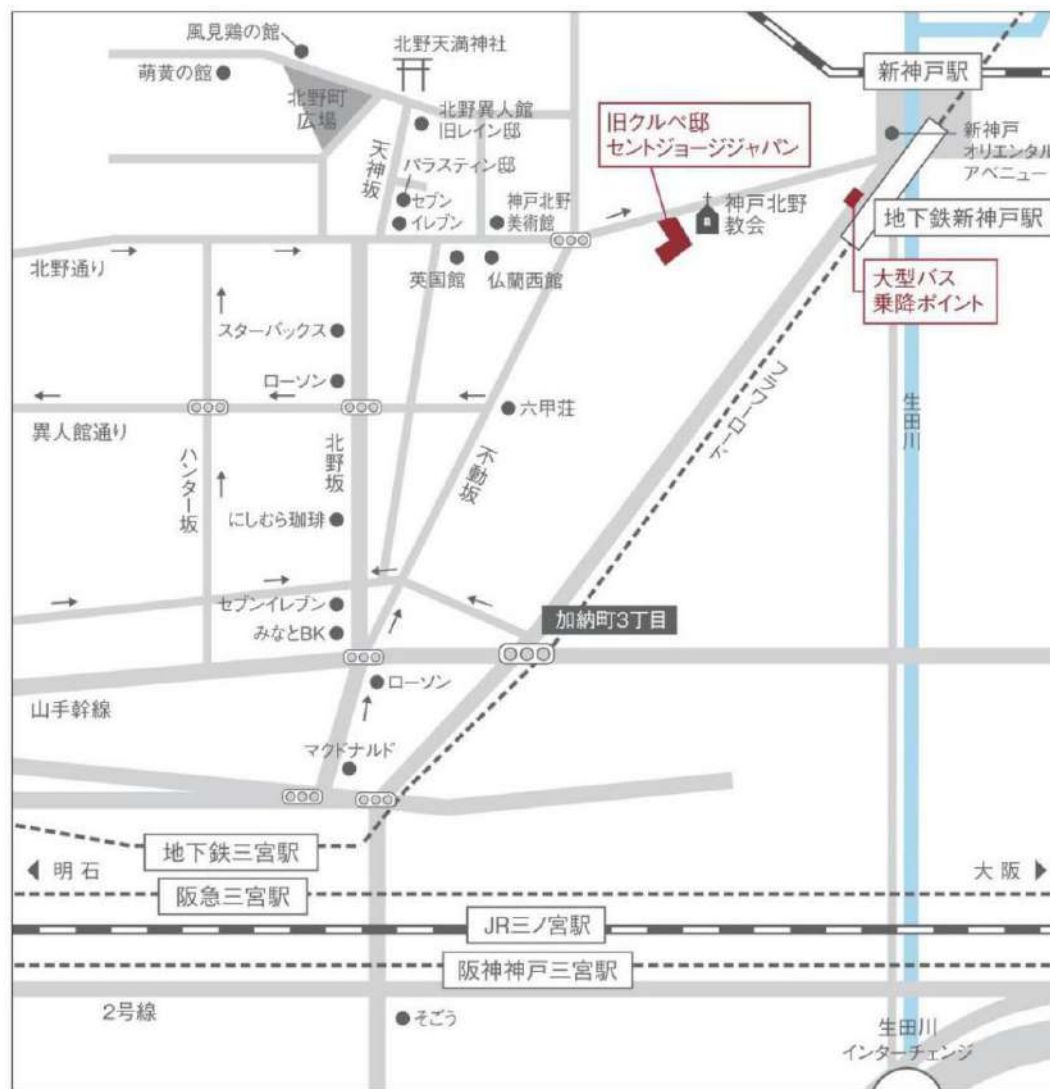 風見鶏の館
北野天満神社
萌黄の館
北野町
広場
北野異人館
旧レイン邸
新神戸駅
旧クルペ邸
セントジョージジャパン
新神戸
オリエンタル
アベニュー
天神坂
パラスティン邸
セブン
イレブン
神戸北野
美術館
神戸北野
教会
地下鉄新神戸駅
北野通り
英国館
仏蘭西館
大型バス
乗降ポイント
スターバックス
ローソン
フラワーロード
生田川
六甲荘
異人館通り
ハンター坂
北野坂
不動坂
にしむら珈琲
セブンイレブン
みなとBK
加納町3丁目
ローソン
山手幹線
マクドナルド
地下鉄三宮駅
明石
大阪
阪急三宮駅
JR三ノ宮駅
阪神神戸三宮駅
2号線
そごう
生田川
インターチェンジ